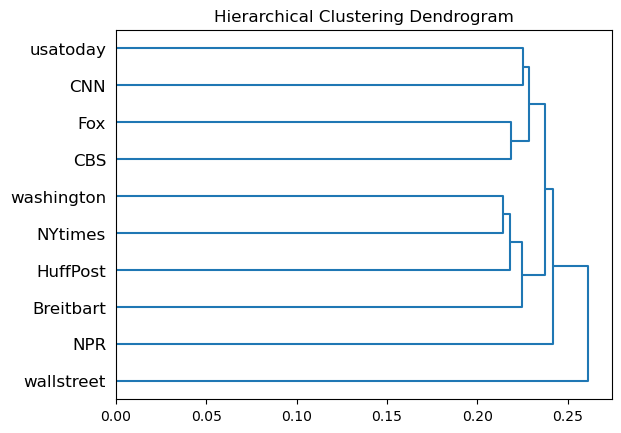 Hierarchical Clustering Dendrogram
usatoday
CNN
Fox
CBS
washington
NYtimes
HuffPost
Breitbart
NPR
wallstreet
0.00 0.05 0.10 0.15 0.20 0.25